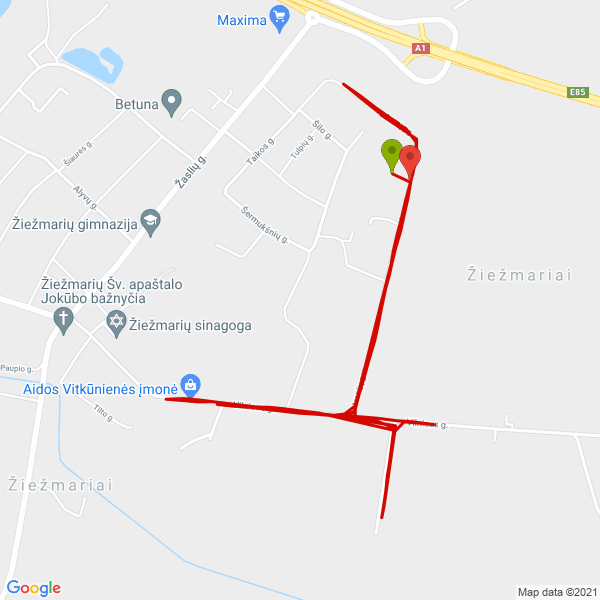 Maxima
A1
E85
Betuna
Šilo g.
Tulpių g.
Taikos g.
Žaslių g.
Šiaurės g.
Alyvų g.
Žiežmarių gimnazija
Šermukšnių g.
Žiežmariai
Žiežmarių Šv. apaštalo
Jokūbo bažnyčia
Žiežmarių sinagoga
Paupio g.
Aidos Vitkūnienės įmonė
Tilto g.
Vilniaus g.
Žiežmariai
Google
Map data ©2021